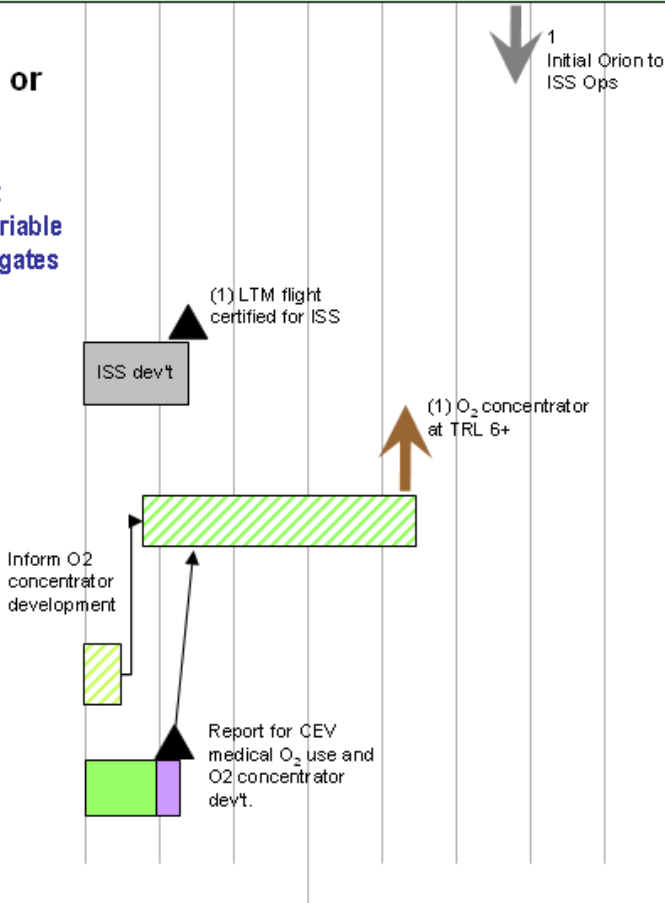 1
Initial Orion to
ISS Ops
or
riable
gates
(1) LTM flight
certified for ISS
ISS dev't
(1) O₂ concentrator
at TRL 6+
Inform O2
concentrator
development
Report for CEV
medical O₂ use and
O2 concentrator
dev't.